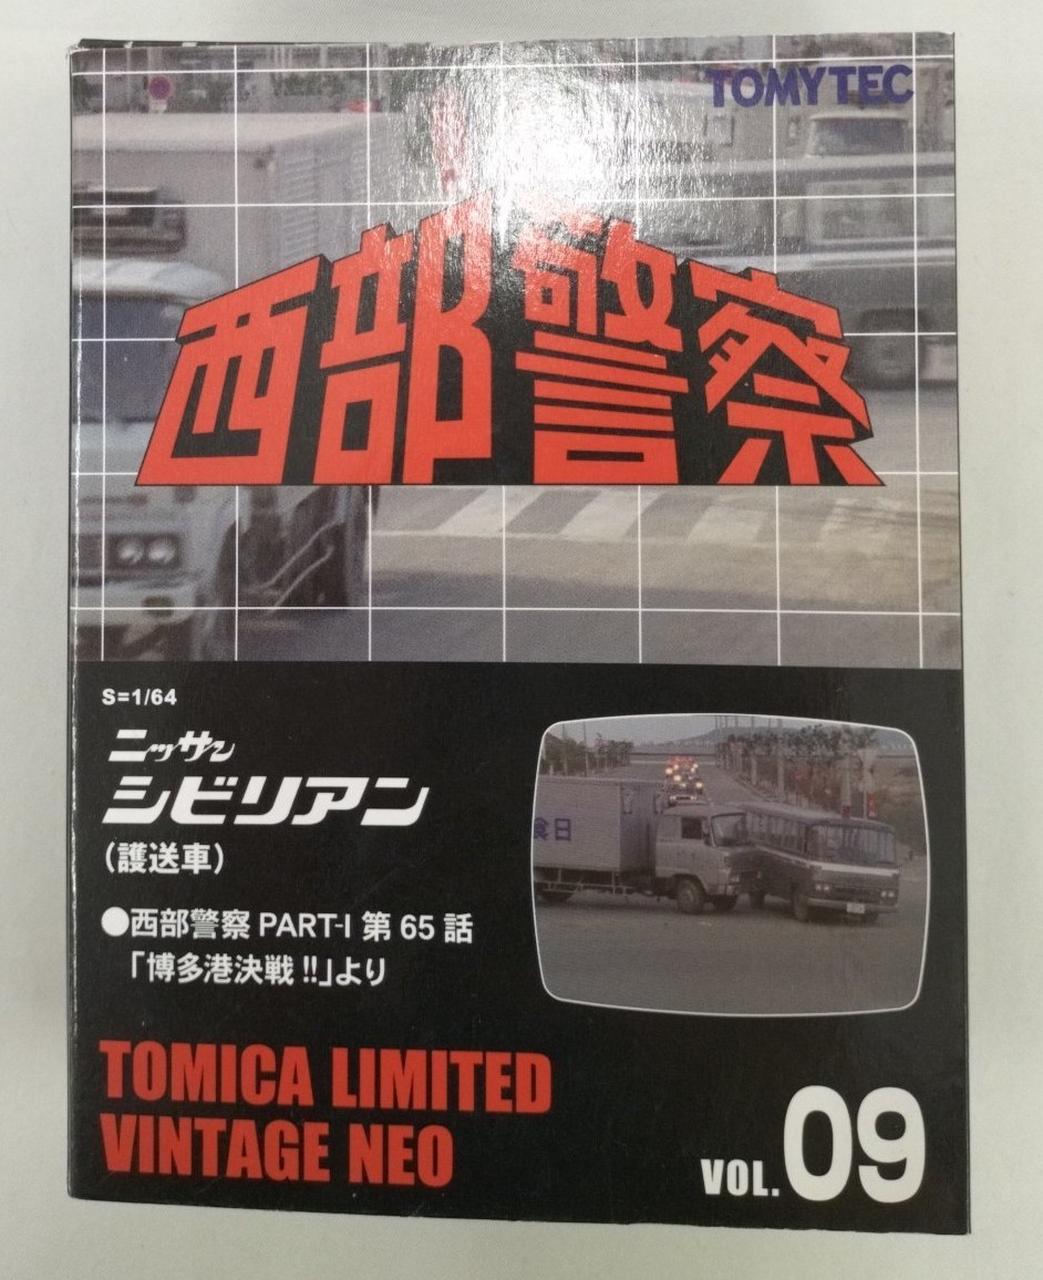 TOMYTEC
西部警察
S=1/64
ニッサン
シビリアン
(護送車)
●西部警察 PART-I 第 65 話
「博多港決戦 !!」より
食日
TOMICA LIMITED
VINTAGE NEO
VOL. 09